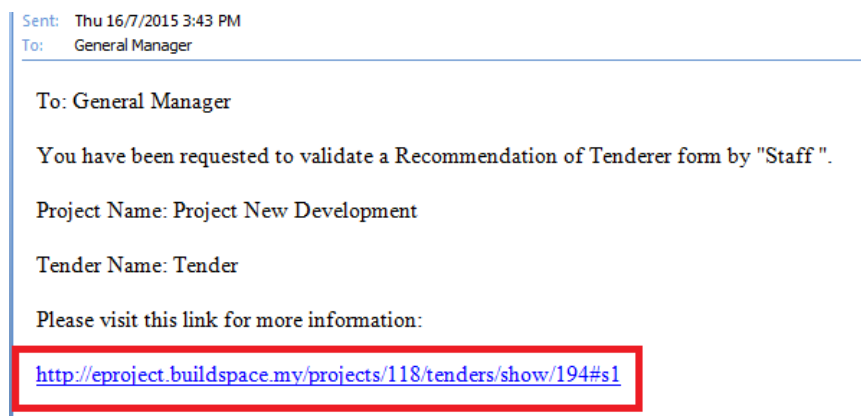 Sent: Thu 16/7/2015 3:43 PM
To: General Manager
To: General Manager
You have been requested to validate a Recommendation of Tenderer form by "Staff ".
Project Name: Project New Development
Tender Name: Tender
Please visit this link for more information:
http://eproject.buildspace.my/projects/118/tenders/show/194#s1